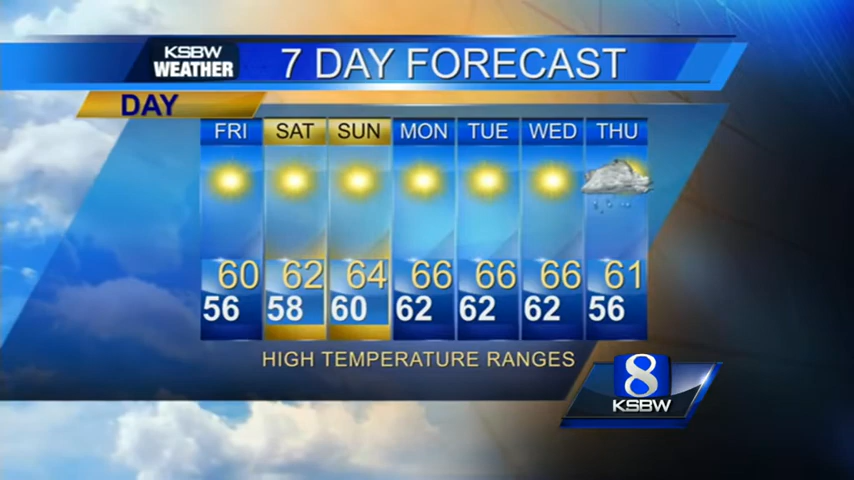 KSBW
WEATHER
7 DAY FORECAST
DAY
FRI SAT SUN MON TUE WED THU
60 62 64 66 66 66 61
56 58 60 62 62 62 56
HIGH TEMPERATURE RANGES
8
KSBW